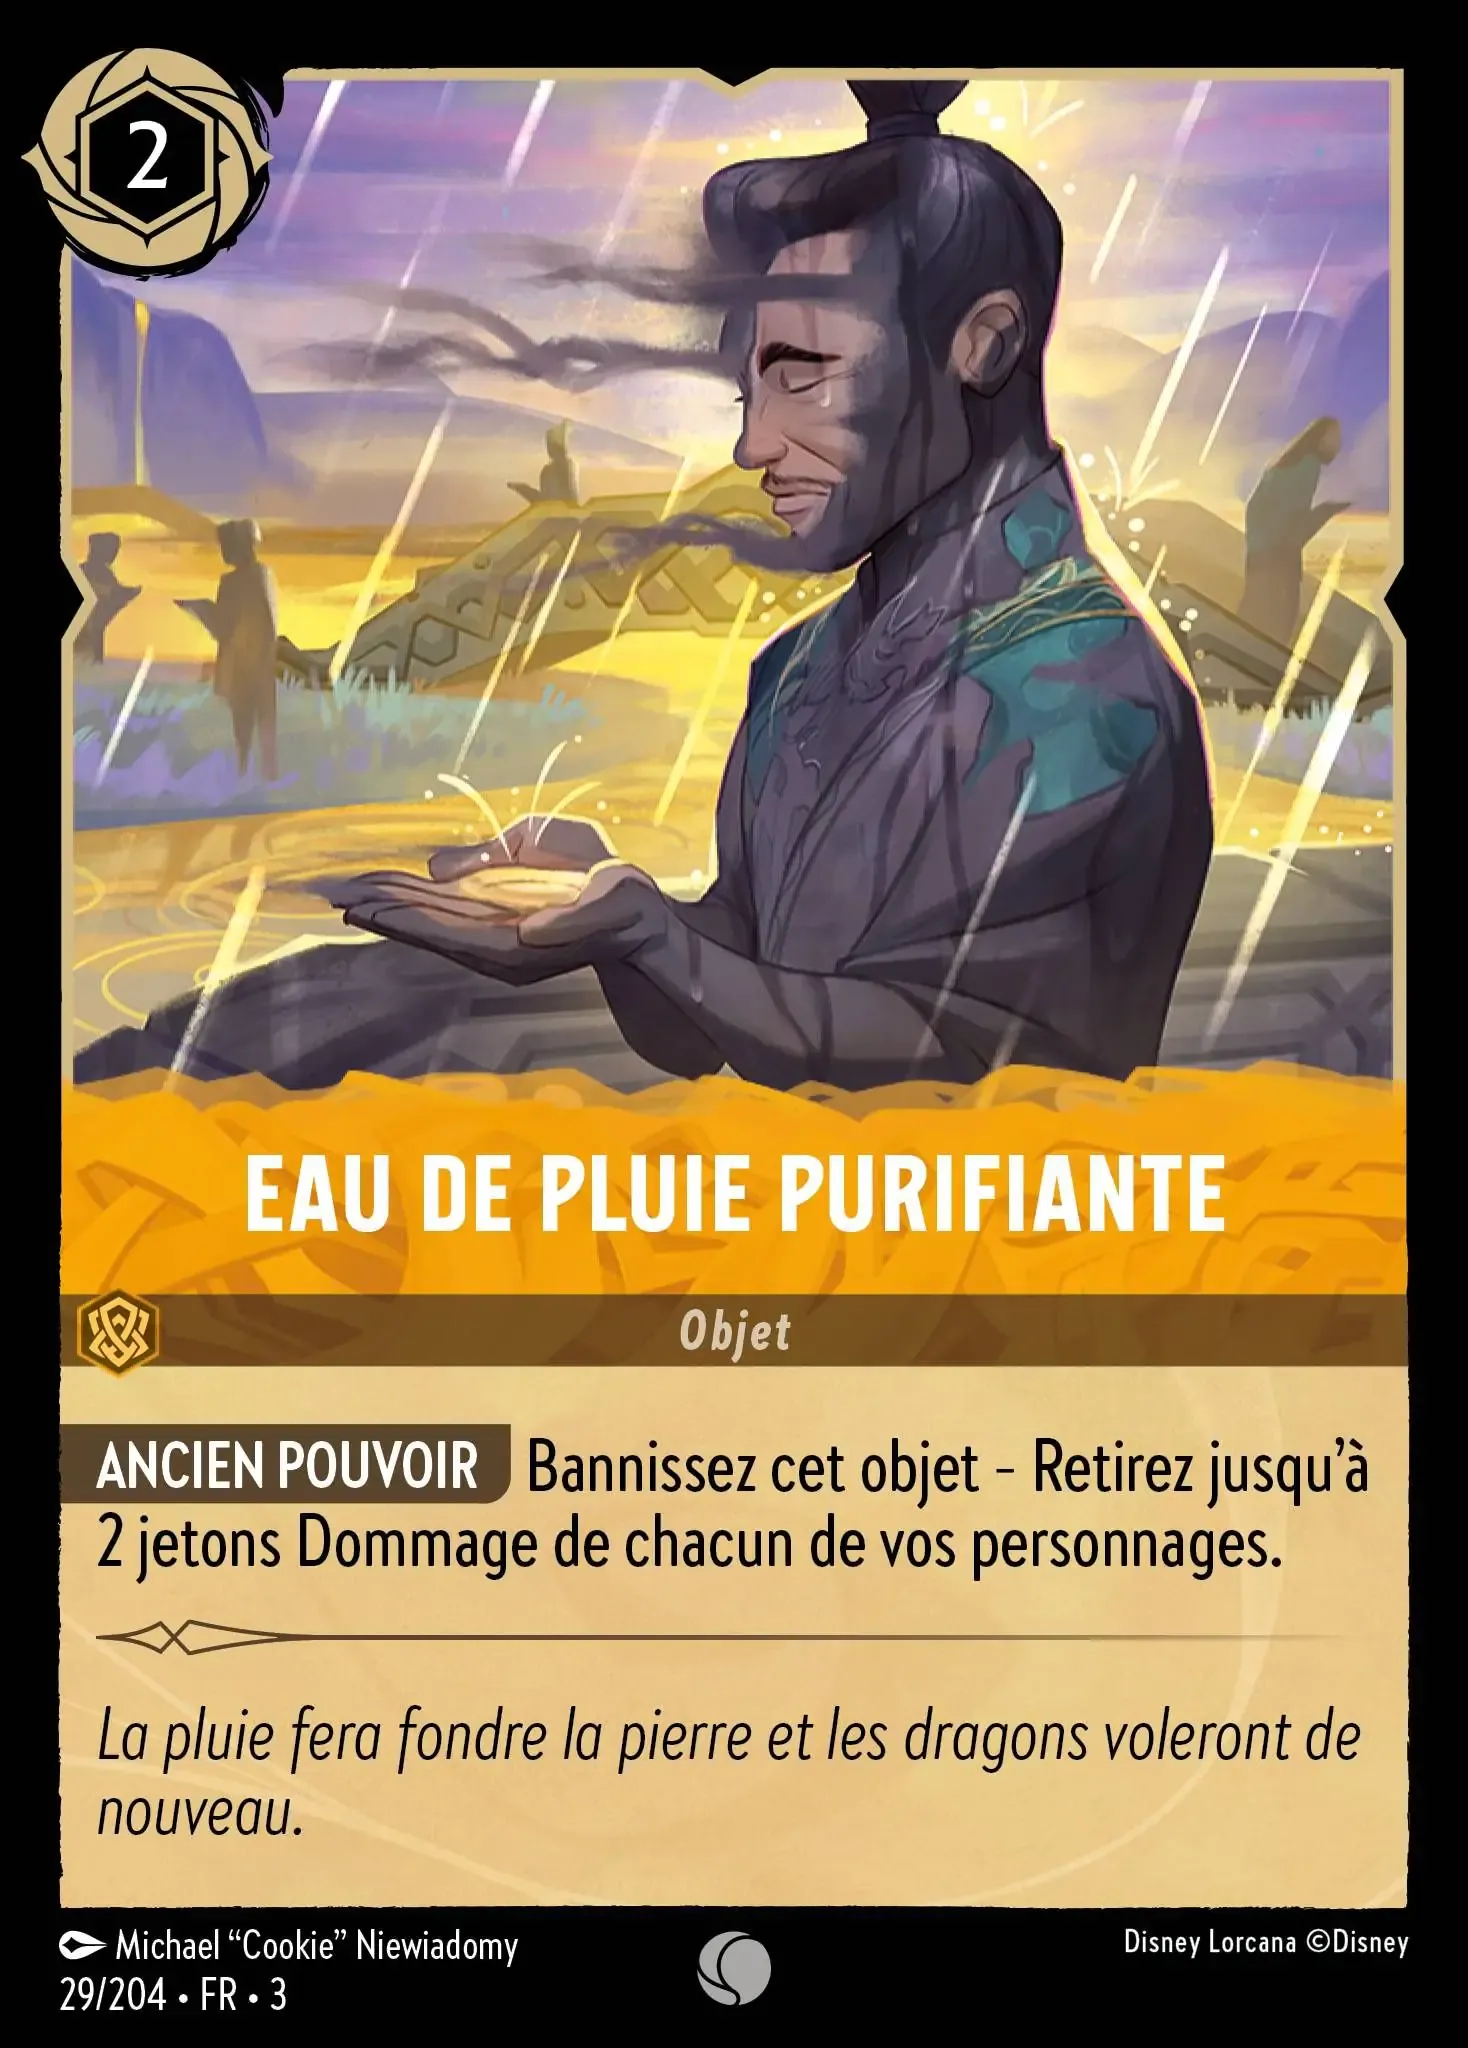 2
EAU DE PLUIE PURIFIANTE
Objet
ANCIEN POUVOIR Bannissez cet objet - Retirez jusqu’à
2 jetons Dommage de chacun de vos personnages.
La pluie fera fondre la pierre et les dragons voleront de
nouveau.
Michael “Cookie” Niewiadomy
Disney Lorcana ©Disney
29/204 • FR • 3